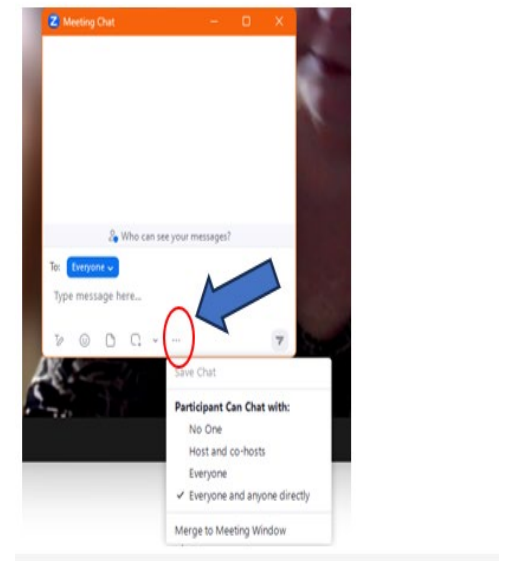 Z Meeting Chat
Who can see your messages?
To: Everyone
Type message here...
Save Chat
Participant Can Chat with:
No One
Host and co-hosts
Everyone
Everyone and anyone directly
Merge to Meeting Window